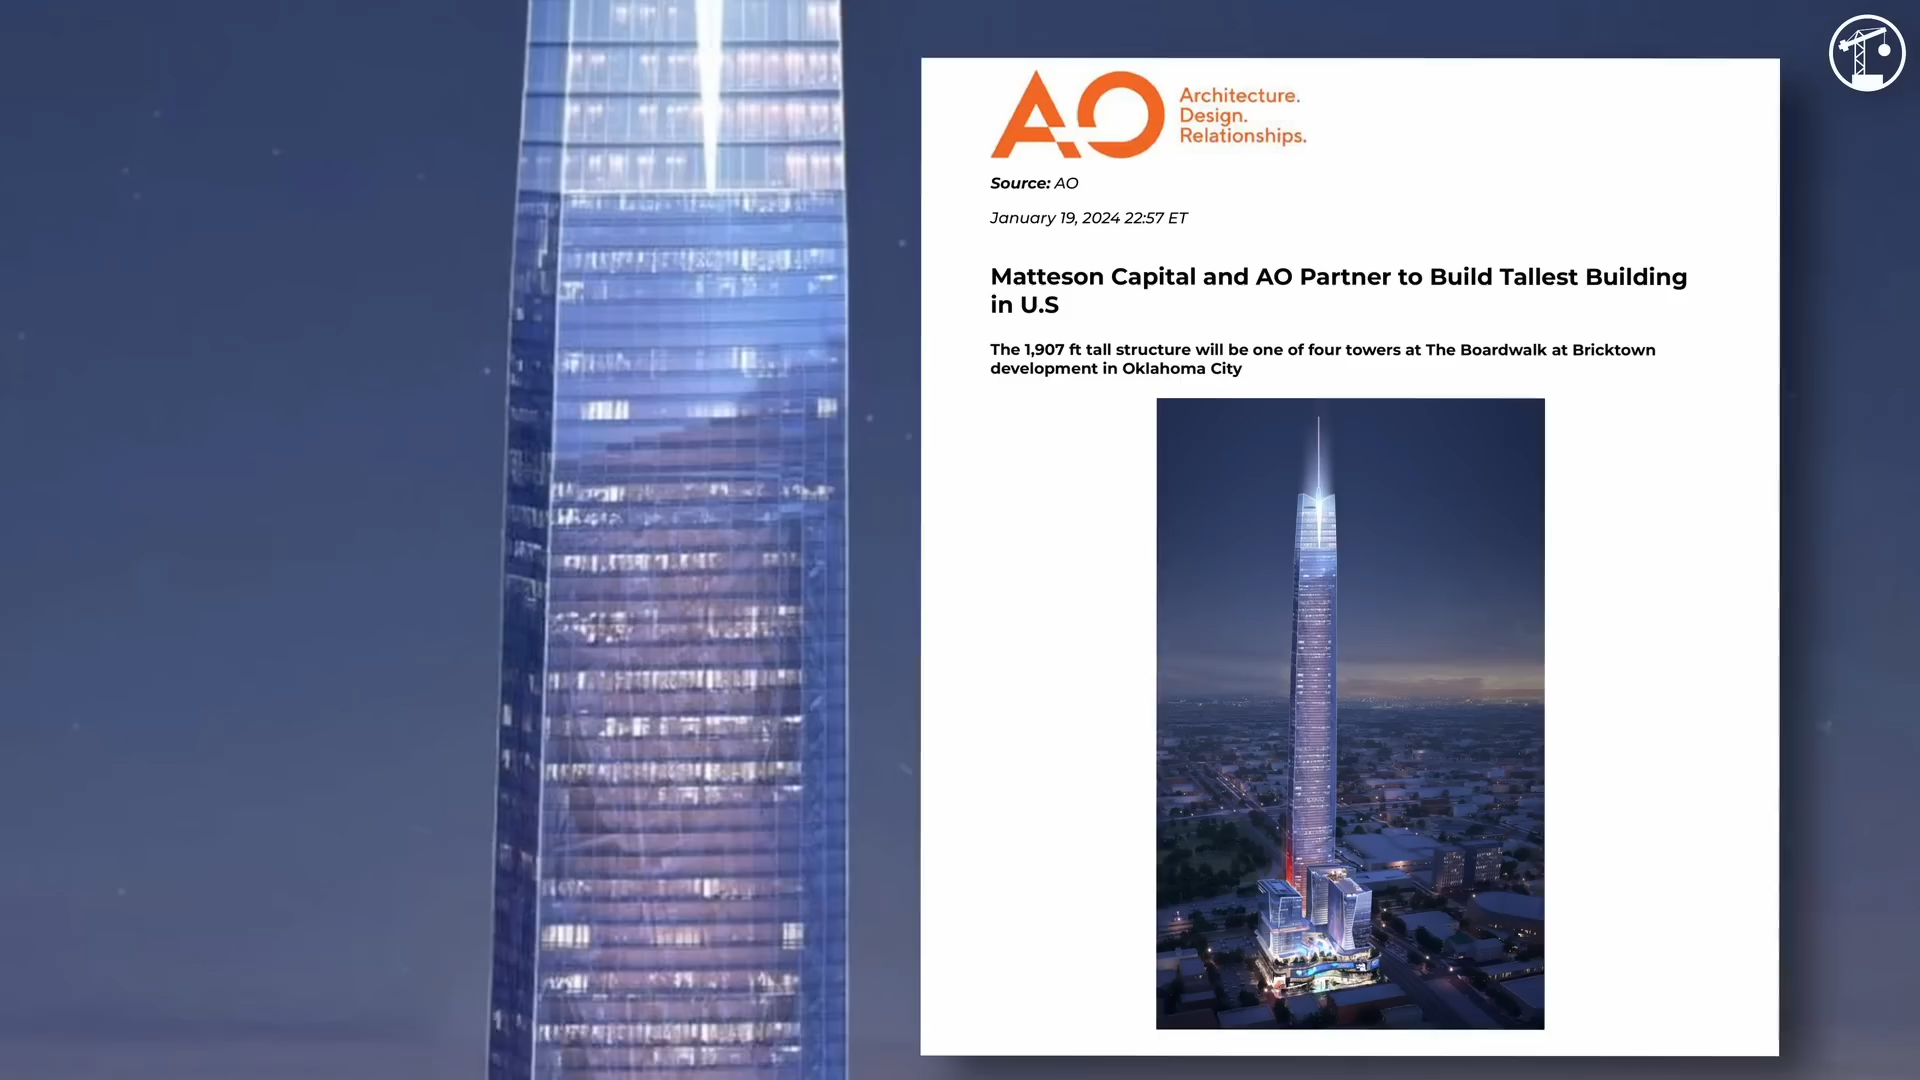 AO
Architecture.
Design.
Relationships.
Source: AO
January 19, 2024 22:57 ET
Matteson Capital and AO Partner to Build Tallest Building
in U.S
The 1,907 ft tall structure will be one of four towers at The Boardwalk at Bricktown
development in Oklahoma City